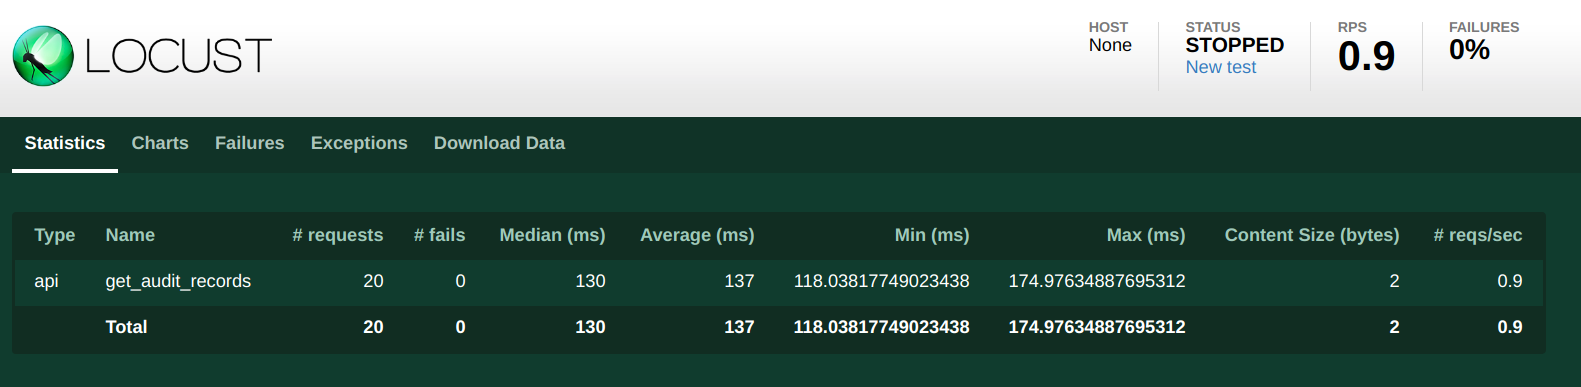 LOCUST
HOST
None
STATUS
STOPPED
New test
RPS
0.9
FAILURES
0%
Statistics Charts Failures Exceptions Download Data
Type Name # requests # fails Median (ms) Average (ms) Min (ms) Max (ms) Content Size (bytes) # reqs/sec
api get_audit_records 20 0 130 137 118.03817749023438 174.97634887695312 2 0.9
Total 20 0 130 137 118.03817749023438 174.97634887695312 2 0.9